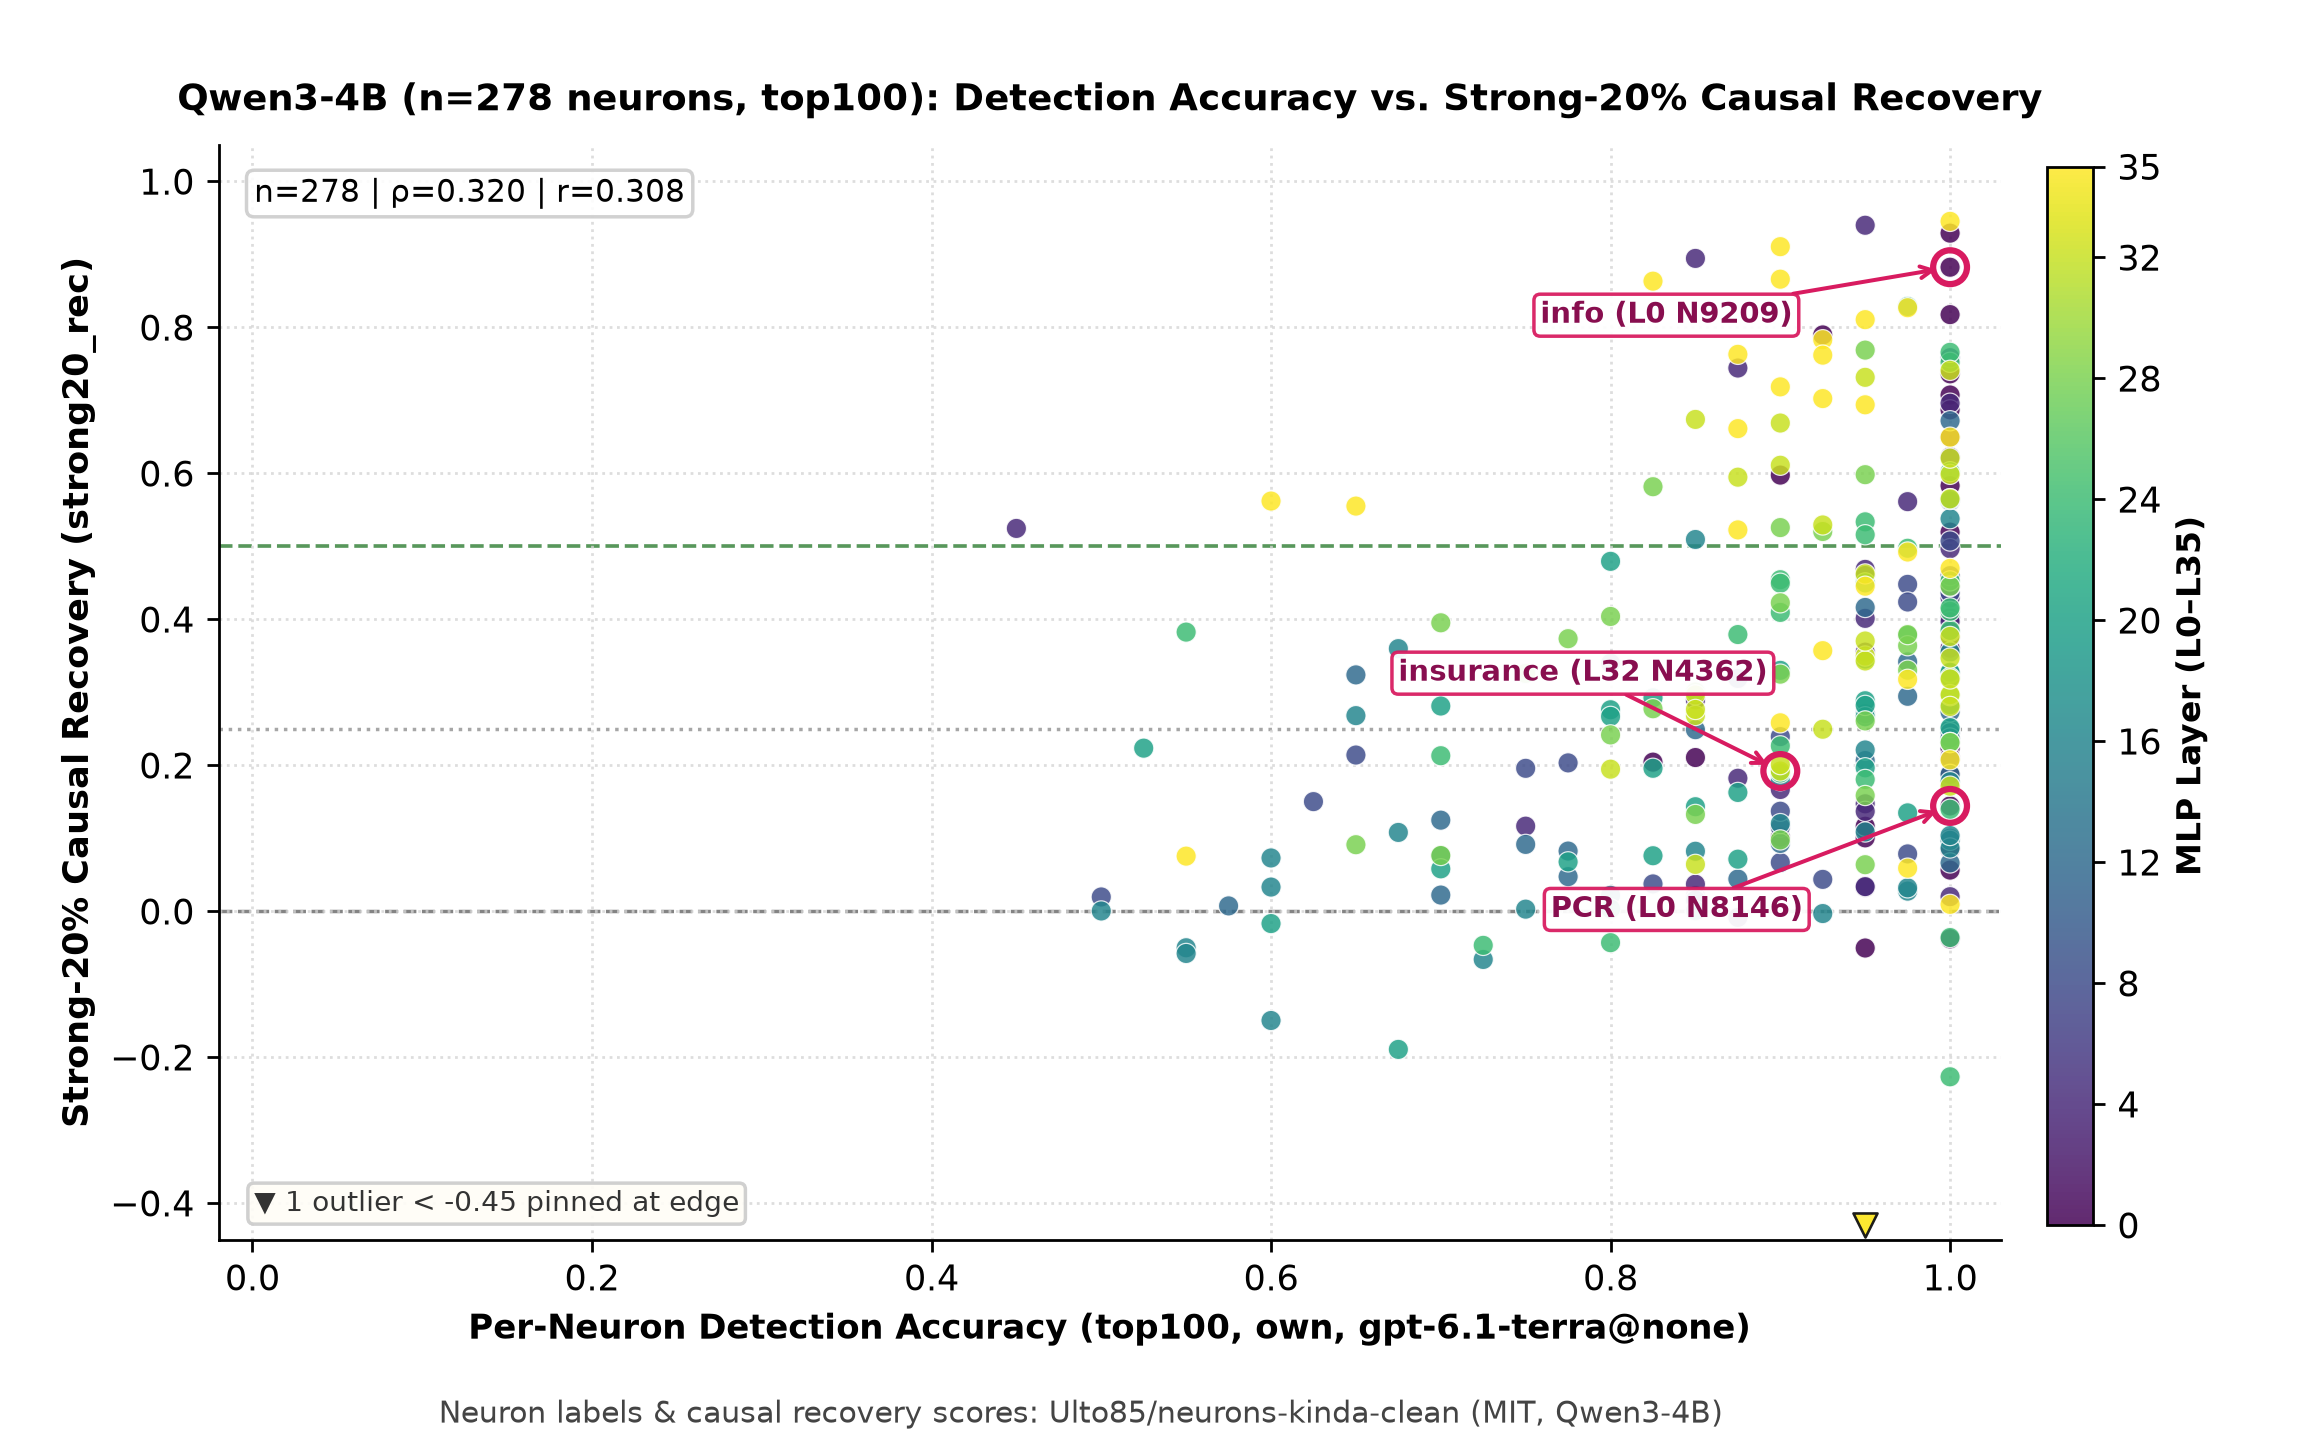 Qwen3-4B (n=278 neurons, top100): Detection Accuracy vs. Strong-20% Causal Recovery
n=278 | ρ=0.320 | r=0.308
Strong-20% Causal Recovery (strong20_rec)
1.0
0.8
0.6
0.4
0.2
0.0
−0.2
−0.4
info (L0 N9209)
insurance (L32 N4362)
PCR (L0 N8146)
▼ 1 outlier < -0.45 pinned at edge
0.0
0.2
0.4
0.6
0.8
1.0
Per-Neuron Detection Accuracy (top100, own, gpt-6.1-terra@none)
35
32
28
24
20
16
12
8
4
0
MLP Layer (L0–L35)
Neuron labels & causal recovery scores: Ulto85/neurons-kinda-clean (MIT, Qwen3-4B)